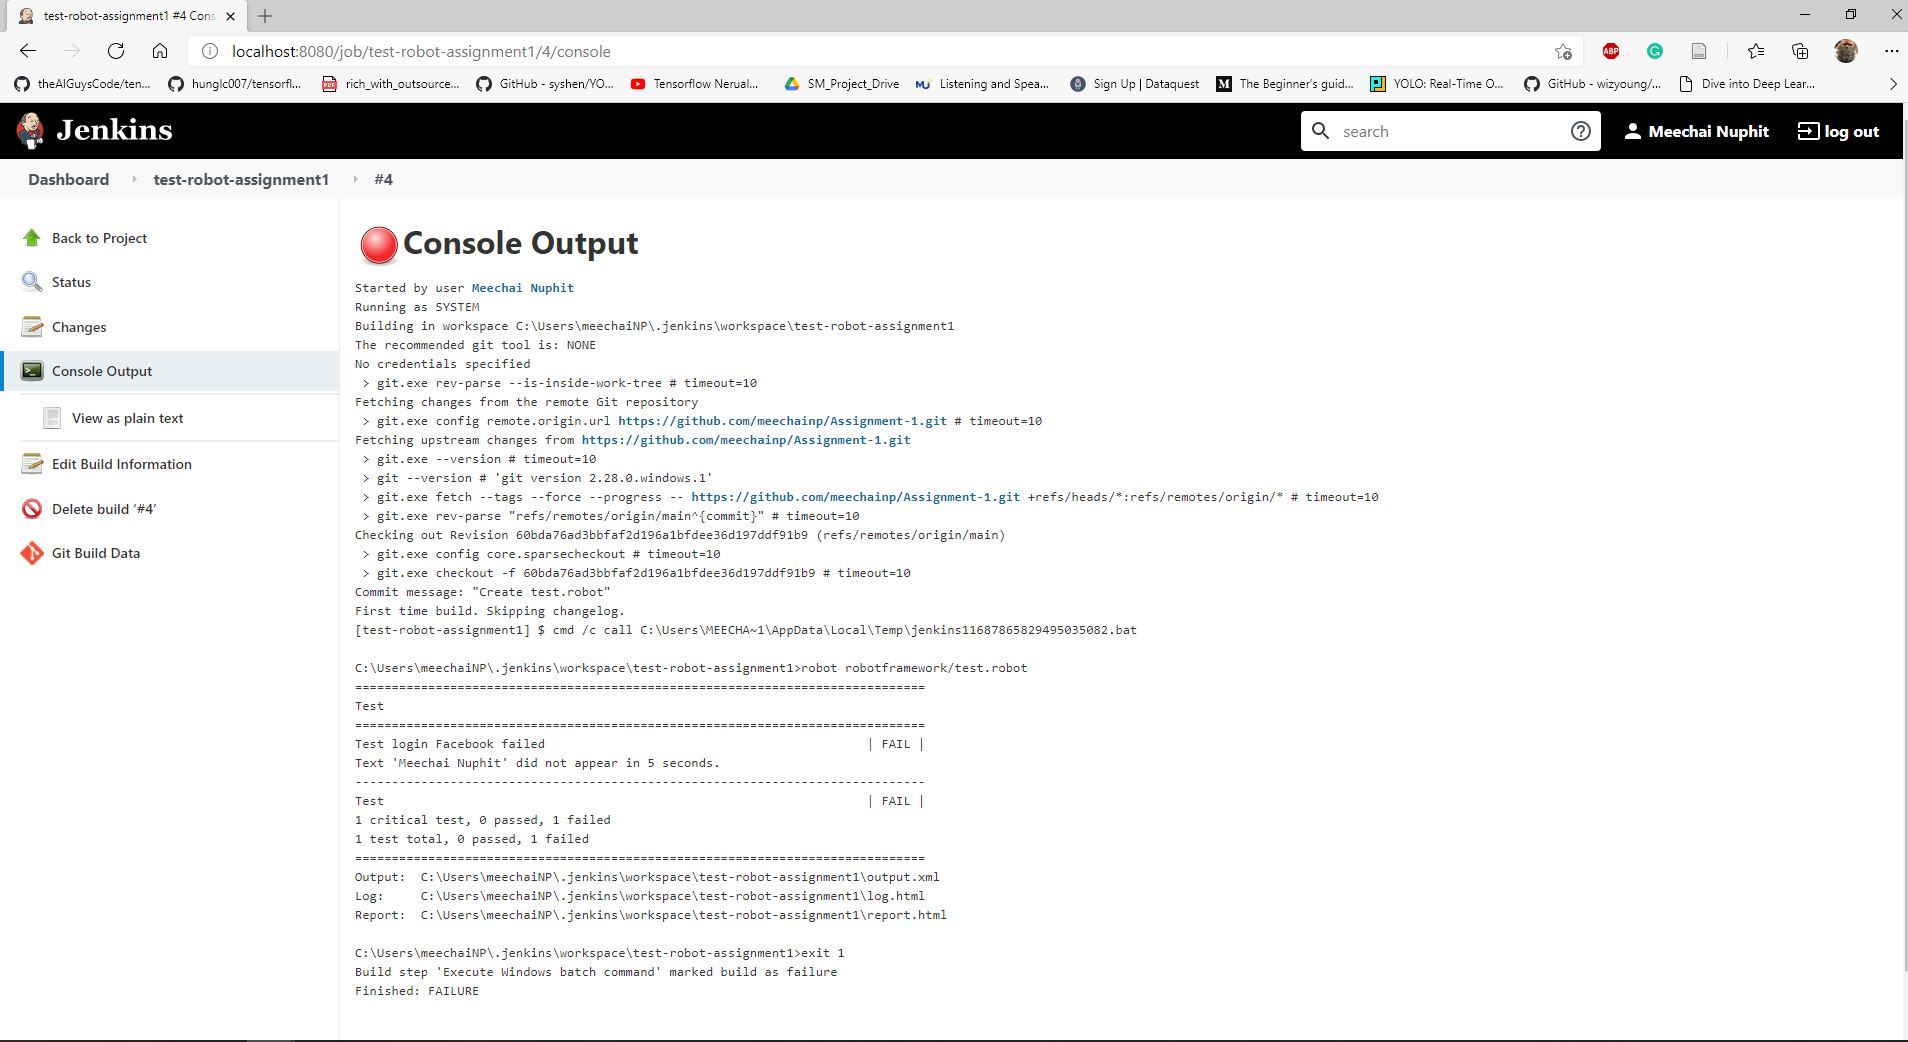 test-robot-assignment1 #4 Cons
localhost:8080/job/test-robot-assignment1/4/console
ABP
theAIGuysCode/ten...
hunglc007/tensorfl...
PDF
rich_with_outsource...
GitHub - syshen/YO...
Tensorflow Nerual...
SM_Project_Drive
MU
Listening and Spea...
Sign Up | Dataquest
M
The Beginner's guid...
YOLO: Real-Time O...
GitHub - wizyoung/...
Dive into Deep Lear...
Jenkins
search
Meechai Nuphit
log out
Dashboard
test-robot-assignment1
#4
Back to Project
Status
Changes
Console Output
View as plain text
Edit Build Information
Delete build ‘#4’
Git Build Data
Console Output
Started by user Meechai Nuphit
Running as SYSTEM
Building in workspace C:\Users\meechaiNP\.jenkins\workspace\test-robot-assignment1
The recommended git tool is: NONE
No credentials specified
> git.exe rev-parse --is-inside-work-tree # timeout=10
Fetching changes from the remote Git repository
> git.exe config remote.origin.url https://github.com/meechainp/Assignment-1.git # timeout=10
Fetching upstream changes from https://github.com/meechainp/Assignment-1.git
> git.exe --version # timeout=10
> git --version # 'git version 2.28.0.windows.1'
> git.exe fetch --tags --force --progress -- https://github.com/meechainp/Assignment-1.git +refs/heads/*:refs/remotes/origin/* # timeout=10
> git.exe rev-parse "refs/remotes/origin/main^{commit}" # timeout=10
Checking out Revision 60bda76ad3bbfaf2d196a1bfdee36d197ddf91b9 (refs/remotes/origin/main)
> git.exe config core.sparsecheckout # timeout=10
> git.exe checkout -f 60bda76ad3bbfaf2d196a1bfdee36d197ddf91b9 # timeout=10
Commit message: "Create test.robot"
First time build. Skipping changelog.
[test-robot-assignment1] $ cmd /c call C:\Users\MEECHA~1\AppData\Local\Temp\jenkins11687865829495035082.bat
C:\Users\meechaiNP\.jenkins\workspace\test-robot-assignment1>robot robotframework/test.robot
==============================================================================
Test
==============================================================================
Test login Facebook failed | FAIL |
Text 'Meechai Nuphit' did not appear in 5 seconds.
------------------------------------------------------------------------------
Test | FAIL |
1 critical test, 0 passed, 1 failed
1 test total, 0 passed, 1 failed
==============================================================================
Output: C:\Users\meechaiNP\.jenkins\workspace\test-robot-assignment1\output.xml
Log: C:\Users\meechaiNP\.jenkins\workspace\test-robot-assignment1\log.html
Report: C:\Users\meechaiNP\.jenkins\workspace\test-robot-assignment1\report.html
C:\Users\meechaiNP\.jenkins\workspace\test-robot-assignment1>exit 1
Build step 'Execute Windows batch command' marked build as failure
Finished: FAILURE